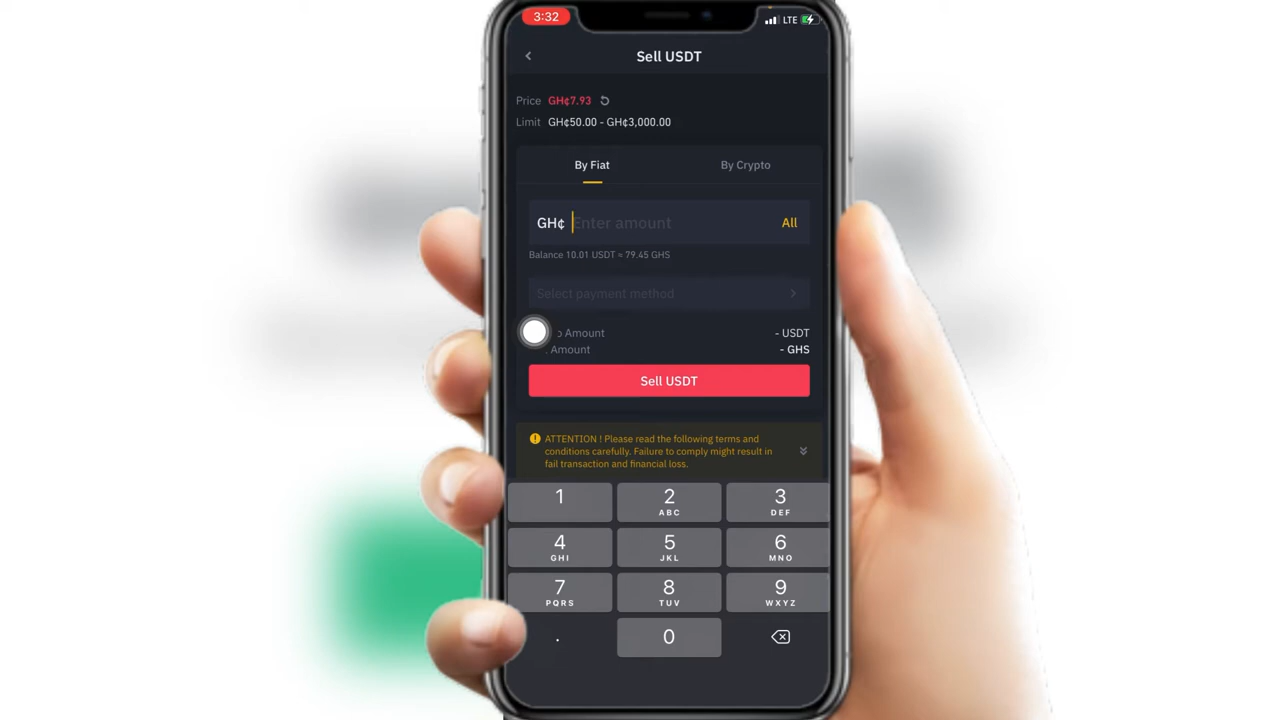 3:32
LTE
Sell USDT
Price GH¢7.93
Limit GH¢50.00 - GH¢3,000.00
By Fiat By Crypto
GH¢ Enter amount All
Balance 10.01 USDT ≈ 79.45 GHS
Select payment method
Amount - USDT
Amount - GHS
Sell USDT
ATTENTION ! Please read the following terms and
conditions carefully. Failure to comply might result in
fail transaction and financial loss.
1 2 3
ABC DEF
4 5 6
GHI JKL MNO
7 8 9
PQRS TUV WXYZ
. 0